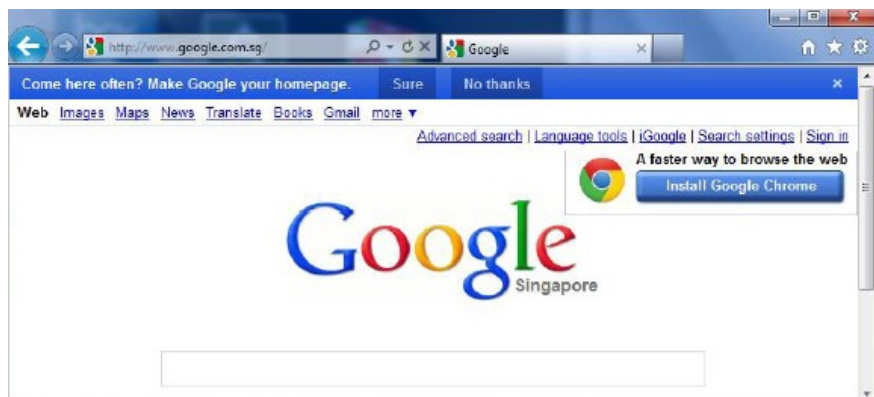 http://www.google.com.sg/
Google
Come here often? Make Google your homepage. Sure No thanks
Web Images Maps News Translate Books Gmail more ▼
Advanced search | Language tools | iGoogle | Search settings | Sign in
A faster way to browse the web
Install Google Chrome
Google
Singapore